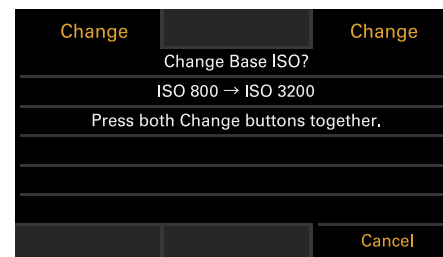 Change Change
Change Base ISO?
ISO 800 → ISO 3200
Press both Change buttons together.
Cancel